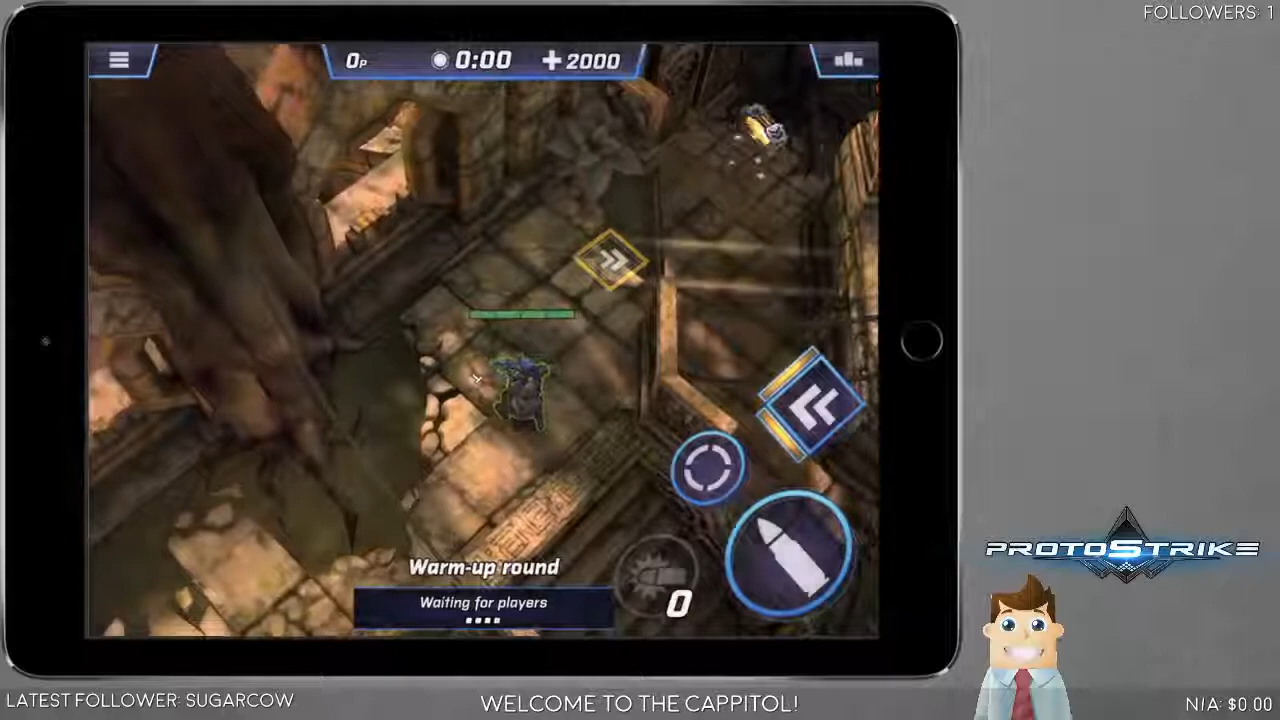 FOLLOWERS: 1
0P 0:00 2000
Warm-up round
Waiting for players
0
PROTOSTRIKE
LATEST FOLLOWER: SUGARCOW
WELCOME TO THE CAPPITOL!
N/A: $0.00